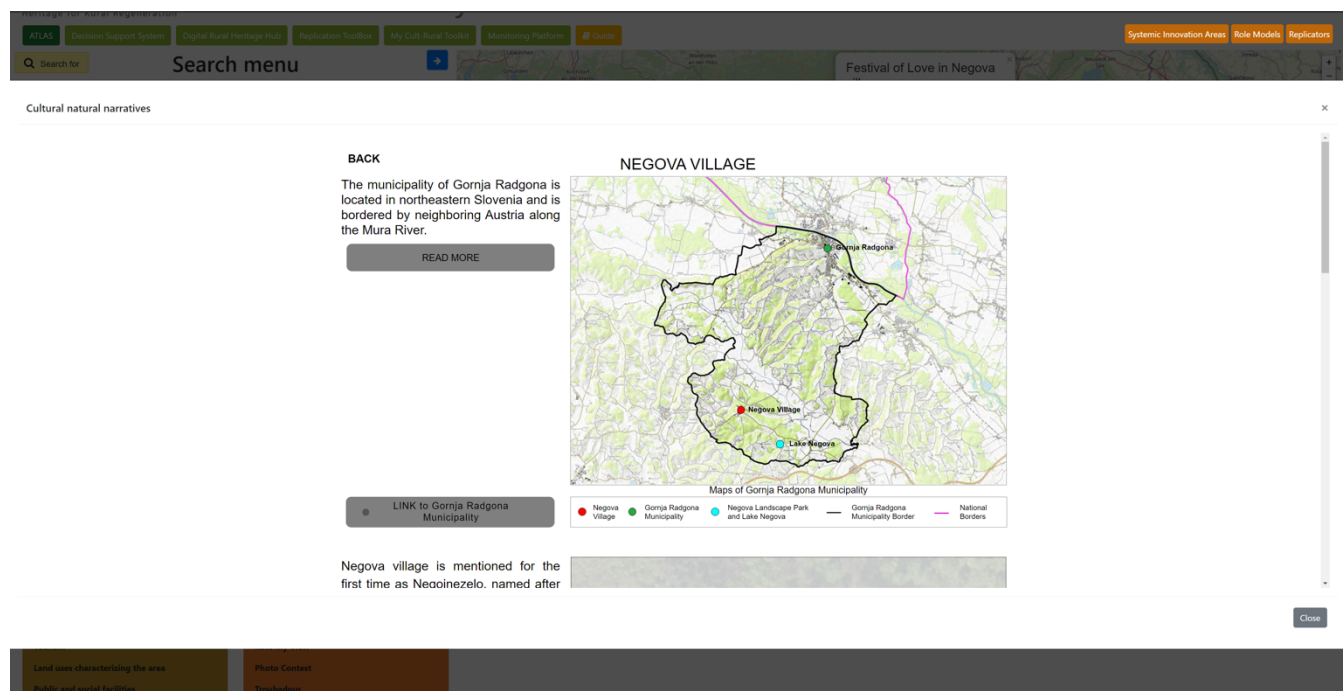 Heritage for Rural Regeneration
ATLAS
Decision Support System
Digital Rural Heritage Hub
Replication ToolBox
My Cult-Rural Toolkit
Monitoring Platform
Guide
Systemic Innovation Areas
Role Models
Replicators
Search for
Search menu
Festival of Love in Negova
Cultural natural narratives
×
BACK
NEGOVA VILLAGE
The municipality of Gornja Radgona is
located in northeastern Slovenia and is
bordered by neighboring Austria along
the Mura River.
READ MORE
Gornja Radgona
Negova Village
Lake Negova
Maps of Gornja Radgona Municipality
LINK to Gornja Radgona
Municipality
Negova
Village
Gornja Radgona
Municipality
Negova Landscape Park
and Lake Negova
Gornja Radgona
Municipality Border
National
Borders
Negova village is mentioned for the
first time as Negoinezelo, named after
Close
Land uses characterizing the area
Photo Contest
Public and social facilities
Troubadour